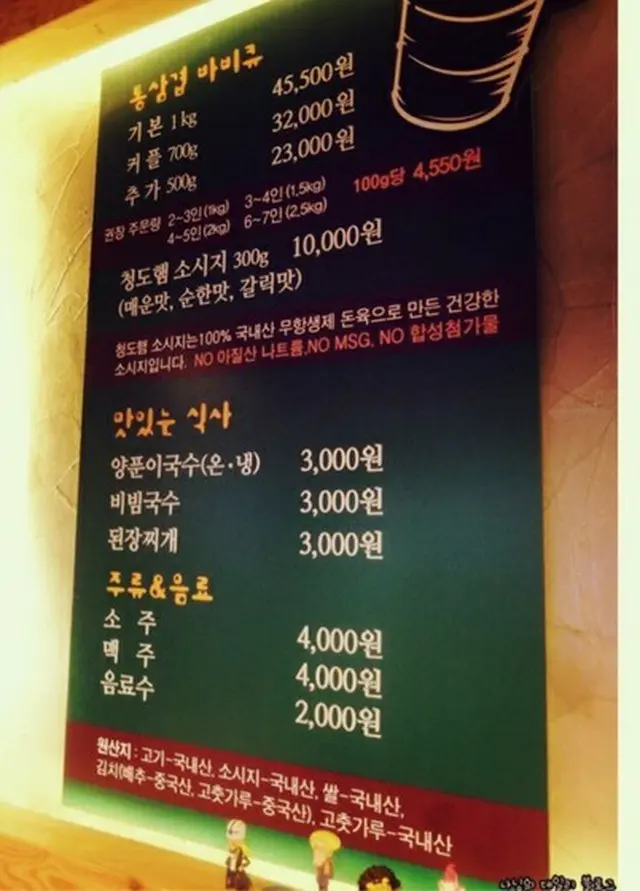 통삼겹 바비큐
기본 1kg 45,500원
커플 700g 32,000원
추가 500g 23,000원
100g당 4,550원
권장 주문량 2~3인(1kg) 3~4인(1.5kg)
4~5인(2kg) 6~7인(2.5kg)
청도햄 소시지 300g 10,000원
(매운맛, 순한맛, 갈릭맛)
청도햄 소시지는100% 국내산 무항생제 돈육으로 만든 건강한
소시지입니다. NO 아질산 나트륨,NO MSG, NO 합성첨가물
맛있는 식사
양푼이국수(온·냉) 3,000원
비빔국수 3,000원
된장찌개 3,000원
주류&음료
소 주 4,000원
맥 주 4,000원
음료수 2,000원
원산지 : 고기-국내산, 소시지-국내산, 쌀-국내산,
김치(배추-중국산, 고춧가루-중국산), 고춧가루-국내산